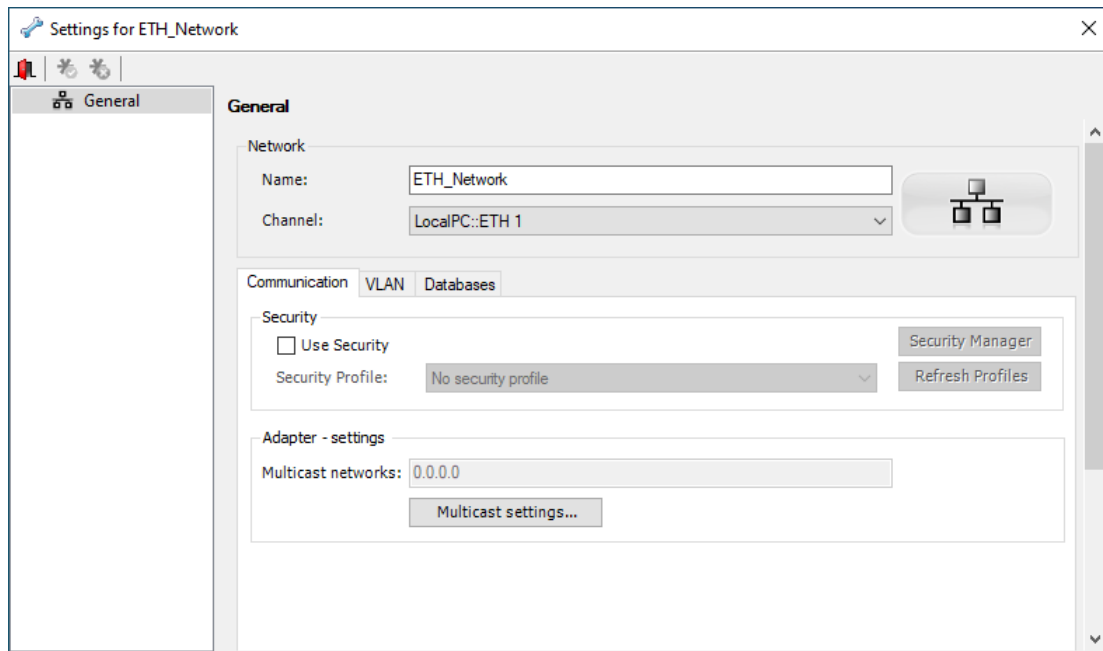 Settings for ETH_Network
General
General
Network
Name: ETH_Network
Channel: LocalPC::ETH 1
Communication VLAN Databases
Security
Use Security Security Manager
Security Profile: No security profile Refresh Profiles
Adapter - settings
Multicast networks: 0.0.0.0
Multicast settings...